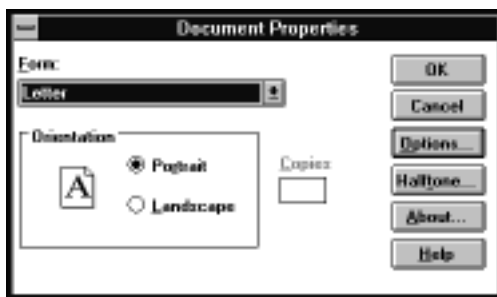 Document Properties
Form:
Letter
OK
Cancel
Options...
Halftone...
About...
Help
Orientation
A
Portrait
Landscape
Copies